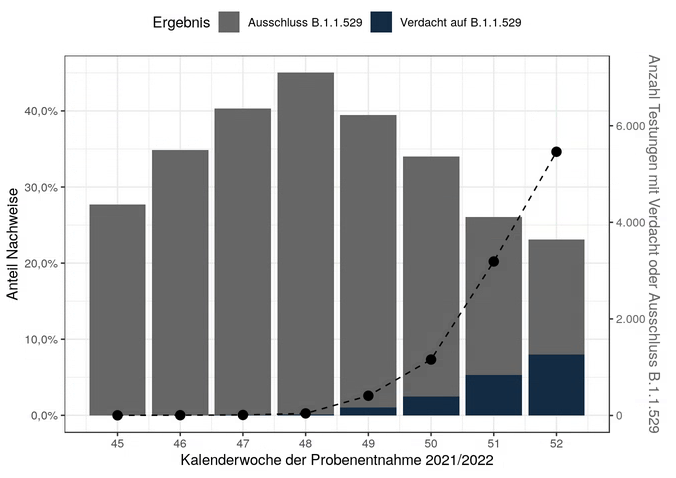 Ergebnis Ausschluss B.1.1.529 Verdacht auf B.1.1.529
Anteil Nachweise
40,0%
30,0%
20,0%
10,0%
0,0%
6.000
4.000
2.000
0
Anzahl Testungen mit Verdacht oder Ausschluss B.1.1.529
45 46 47 48 49 50 51 52
Kalenderwoche der Probenentnahme 2021/2022